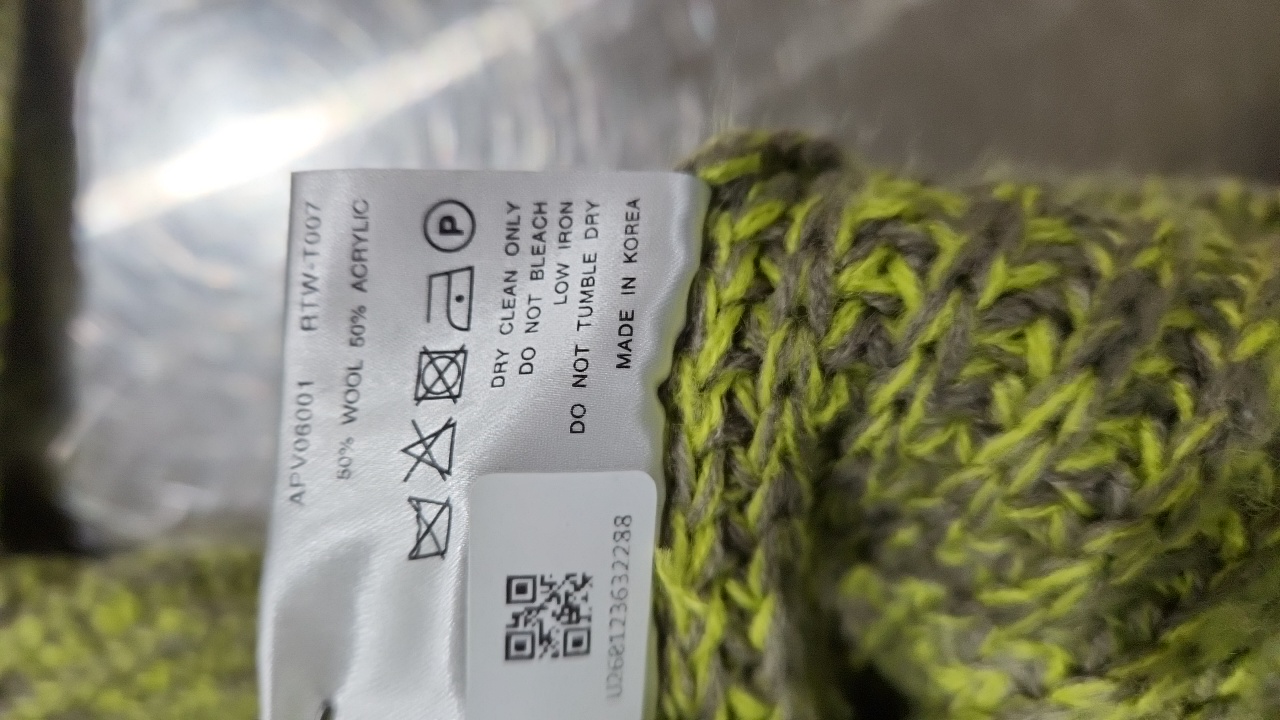 APV06001 RTW-T007
50% WOOL 50% ACRYLIC
P
DRY CLEAN ONLY
DO NOT BLEACH
LOW IRON
DO NOT TUMBLE DRY
MADE IN KOREA
U260123632288